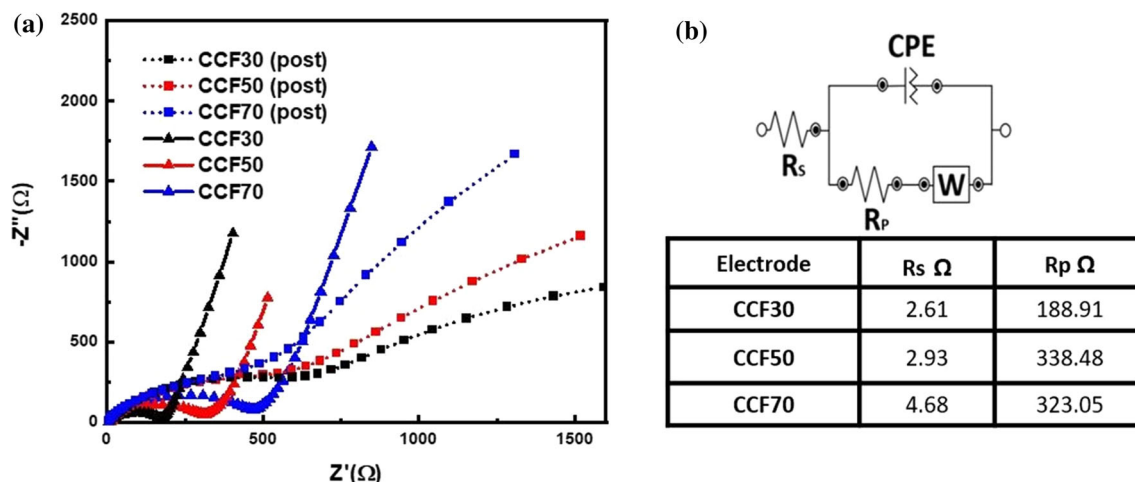 (a)
2500
2000
1500
1000
500
0
-Z"(Ω)
CCF30 (post)
CCF50 (post)
CCF70 (post)
CCF30
CCF50
CCF70
0 500 1000 1500
Z'(Ω)
(b)
CPE
Rs
RP
W
Electrode Rs Ω Rp Ω
CCF30 2.61 188.91
CCF50 2.93 338.48
CCF70 4.68 323.05